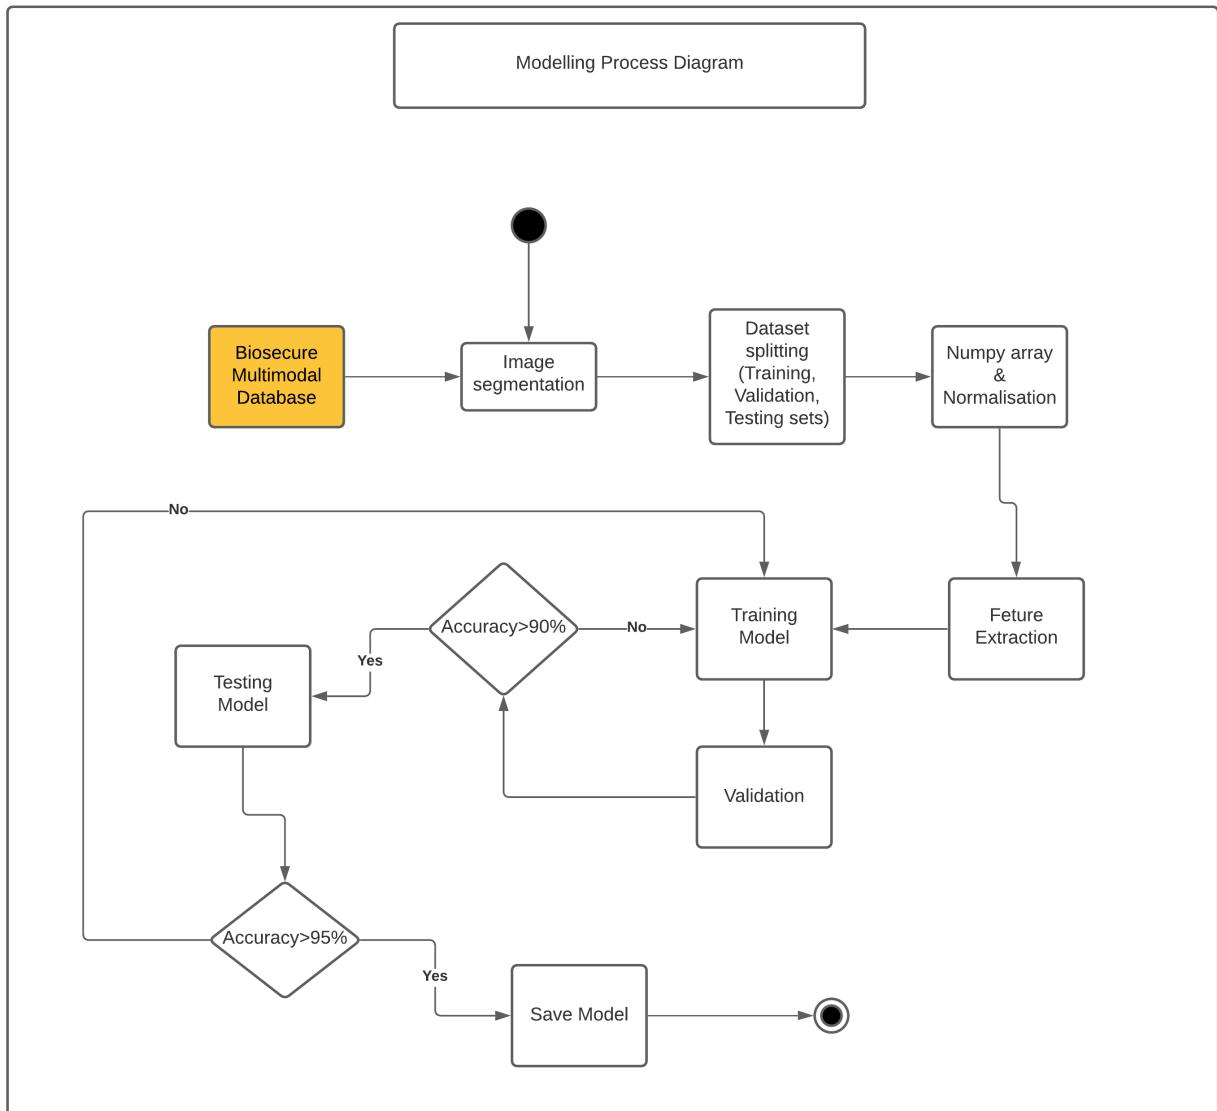 Modelling Process Diagram
Biosecure
Multimodal
Database
Image
segmentation
Dataset
splitting
(Training,
Validation,
Testing sets)
Numpy array
&
Normalisation
No
Accuracy>90%
No
Training
Model
Feture
Extraction
Yes
Testing
Model
Validation
Accuracy>95%
Yes
Save Model